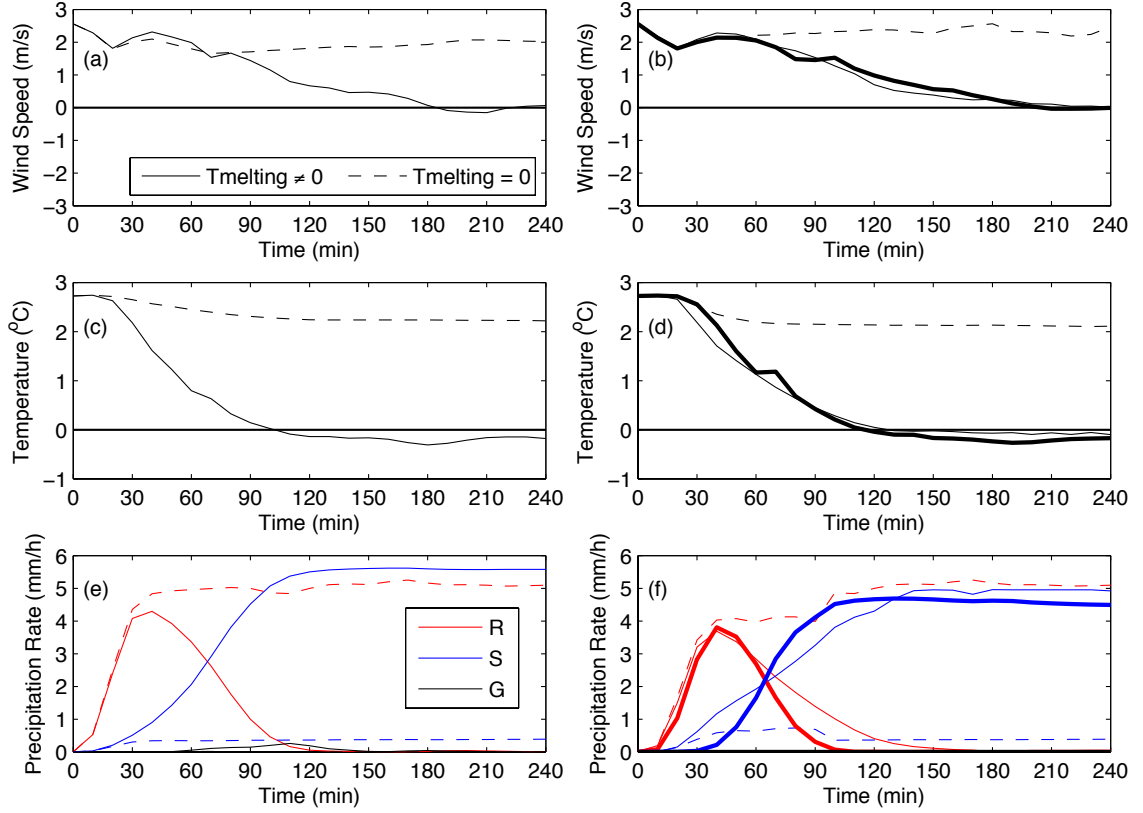 3
2
1
0
−1
−2
−3
Wind Speed (m/s)
(a)
Tmelting ≠ 0
Tmelting = 0
0 30 60 90 120 150 180 210 240
Time (min)
3
2
1
0
−1
−2
−3
Wind Speed (m/s)
(b)
0 30 60 90 120 150 180 210 240
Time (min)
3
2
1
0
−1
Temperature (⁰C)
(c)
0 30 60 90 120 150 180 210 240
Time (min)
3
2
1
0
−1
Temperature (⁰C)
(d)
0 30 60 90 120 150 180 210 240
Time (min)
6
5
4
3
2
1
0
Precipitation Rate (mm/h)
(e)
R
S
G
0 30 60 90 120 150 180 210 240
Time (min)
6
5
4
3
2
1
0
Precipitation Rate (mm/h)
(f)
0 30 60 90 120 150 180 210 240
Time (min)